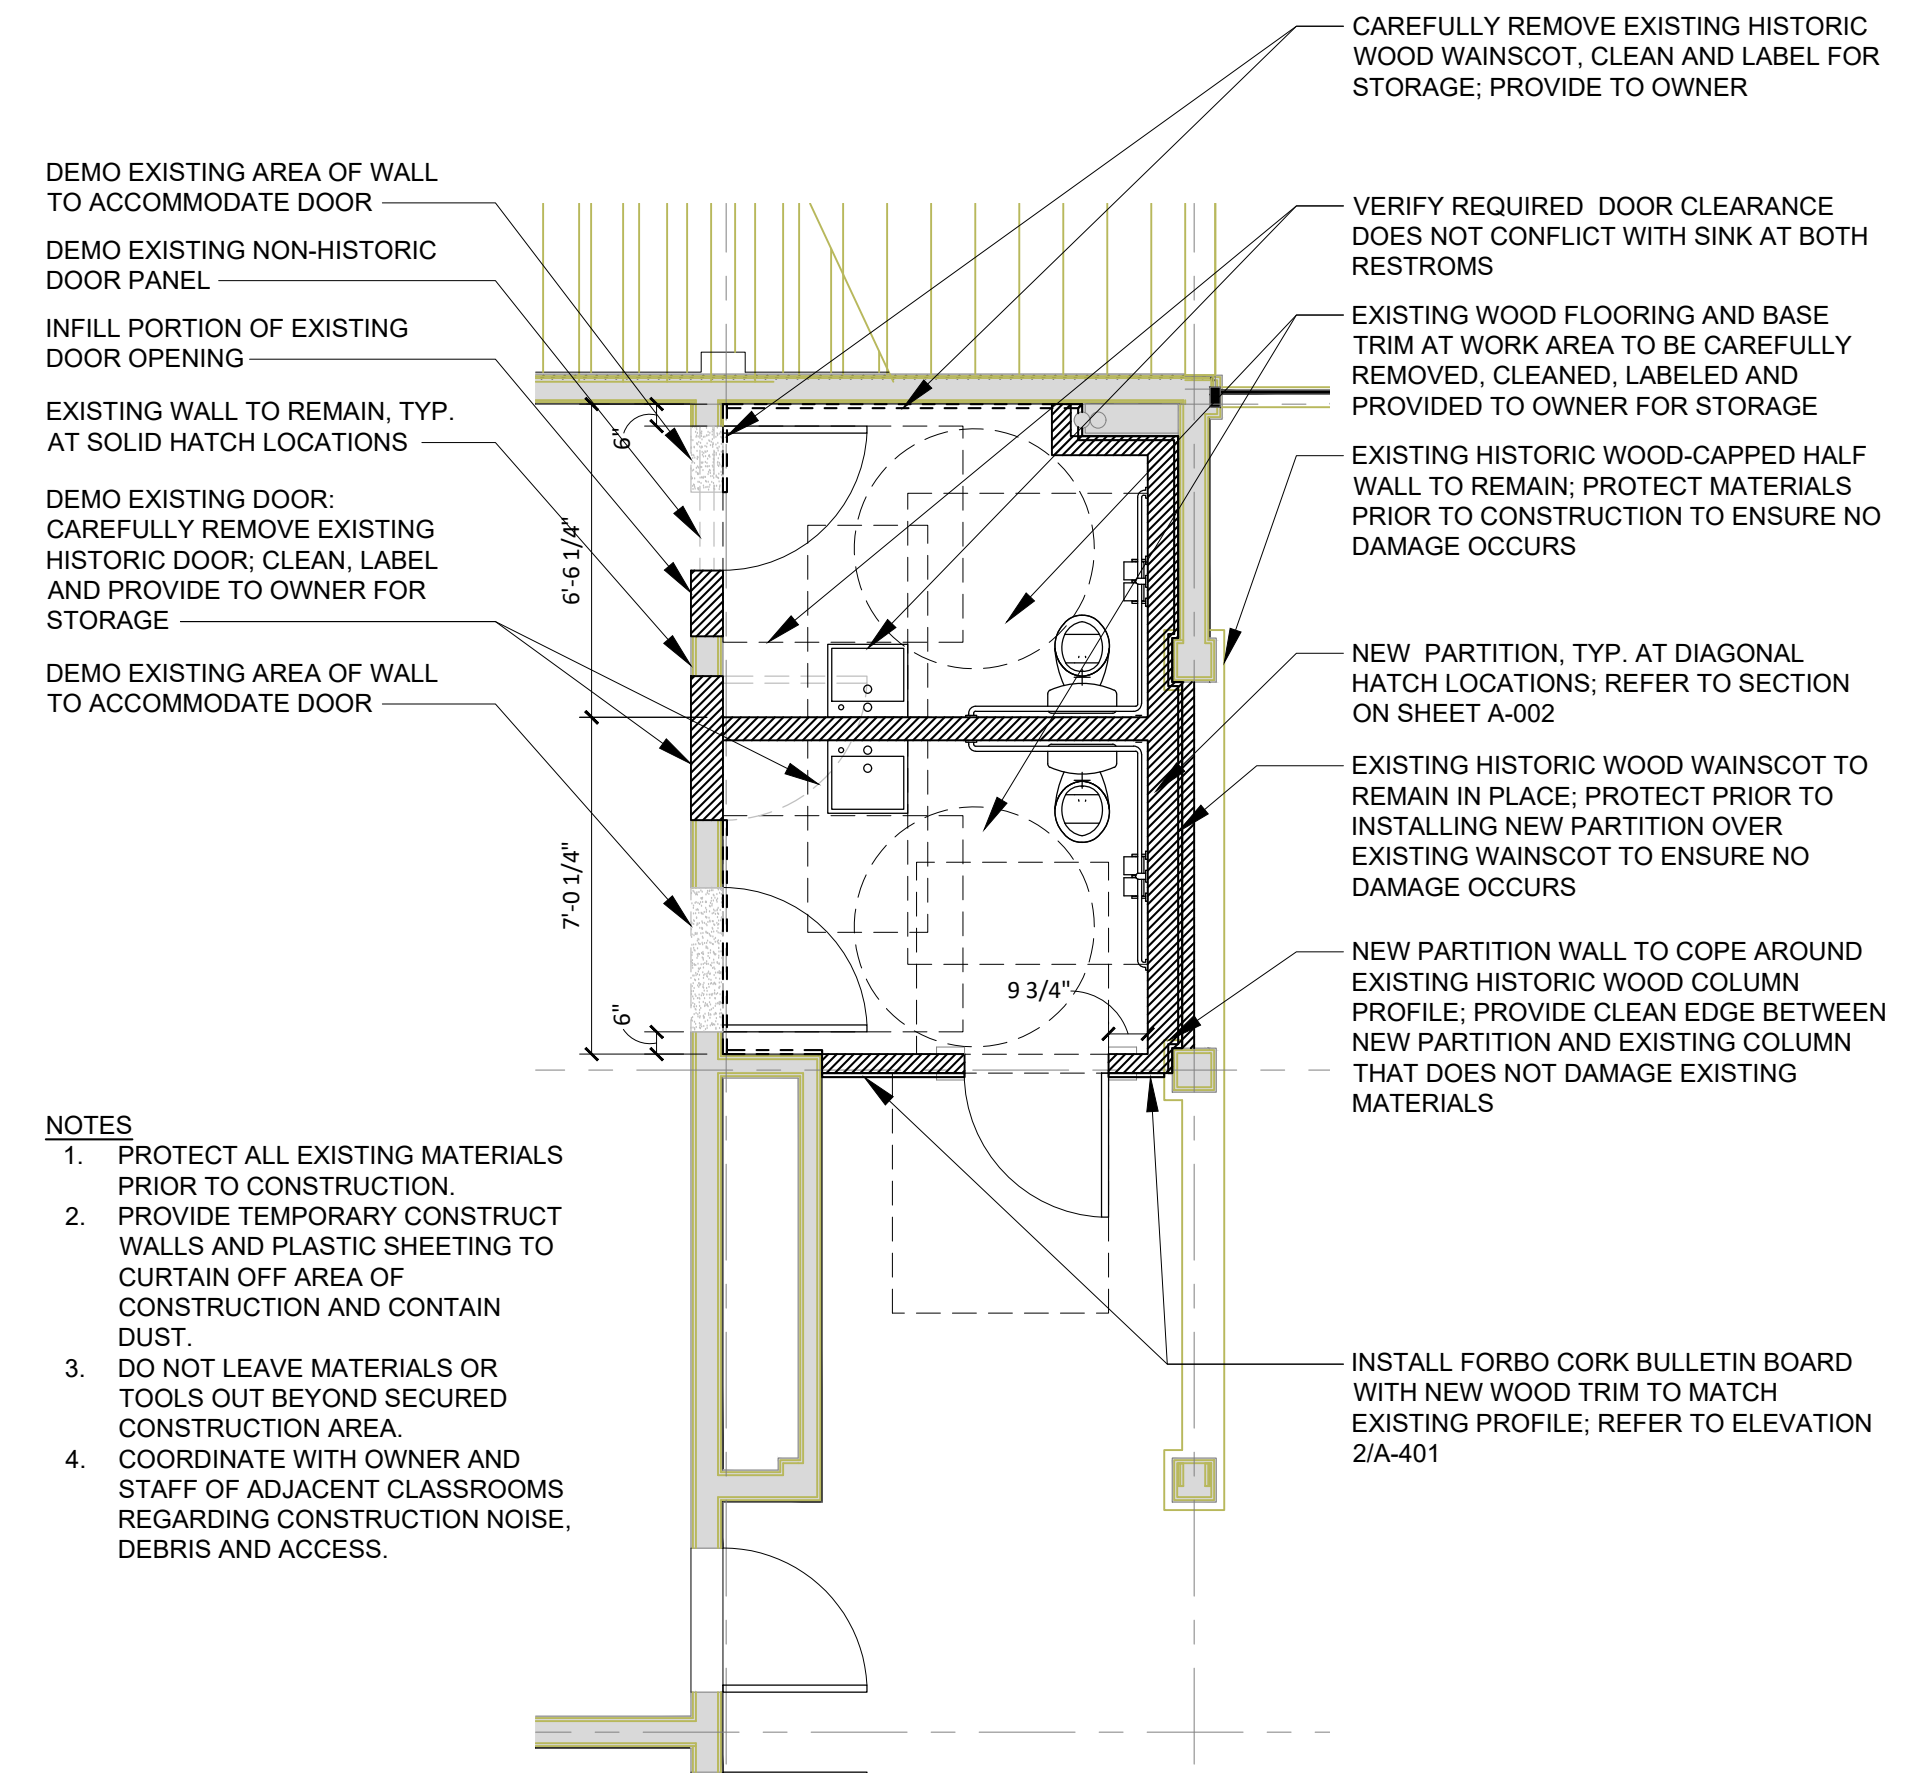 CAREFULLY REMOVE EXISTING HISTORIC
WOOD WAINSCOT, CLEAN AND LABEL FOR
STORAGE; PROVIDE TO OWNER
DEMO EXISTING AREA OF WALL
TO ACCOMMODATE DOOR
DEMO EXISTING NON-HISTORIC
DOOR PANEL
INFILL PORTION OF EXISTING
DOOR OPENING
EXISTING WALL TO REMAIN, TYP.
AT SOLID HATCH LOCATIONS
DEMO EXISTING DOOR:
CAREFULLY REMOVE EXISTING
HISTORIC DOOR; CLEAN, LABEL
AND PROVIDE TO OWNER FOR
STORAGE
DEMO EXISTING AREA OF WALL
TO ACCOMMODATE DOOR
VERIFY REQUIRED  DOOR CLEARANCE
DOES NOT CONFLICT WITH SINK AT BOTH
RESTROMS
EXISTING WOOD FLOORING AND BASE
TRIM AT WORK AREA TO BE CAREFULLY
REMOVED, CLEANED, LABELED AND
PROVIDED TO OWNER FOR STORAGE
EXISTING HISTORIC WOOD-CAPPED HALF
WALL TO REMAIN; PROTECT MATERIALS
PRIOR TO CONSTRUCTION TO ENSURE NO
DAMAGE OCCURS
NEW  PARTITION, TYP. AT DIAGONAL
HATCH LOCATIONS; REFER TO SECTION
ON SHEET A-002
EXISTING HISTORIC WOOD WAINSCOT TO
REMAIN IN PLACE; PROTECT PRIOR TO
INSTALLING NEW PARTITION OVER
EXISTING WAINSCOT TO ENSURE NO
DAMAGE OCCURS
NEW PARTITION WALL TO COPE AROUND
EXISTING HISTORIC WOOD COLUMN
PROFILE; PROVIDE CLEAN EDGE BETWEEN
NEW PARTITION AND EXISTING COLUMN
THAT DOES NOT DAMAGE EXISTING
MATERIALS
INSTALL FORBO CORK BULLETIN BOARD
WITH NEW WOOD TRIM TO MATCH
EXISTING PROFILE; REFER TO ELEVATION
2/A-401
6"
6'-6 1/4"
7'-0 1/4"
6"
9 3/4"
NOTES
1. PROTECT ALL EXISTING MATERIALS
PRIOR TO CONSTRUCTION.
2. PROVIDE TEMPORARY CONSTRUCT
WALLS AND PLASTIC SHEETING TO
CURTAIN OFF AREA OF
CONSTRUCTION AND CONTAIN
DUST.
3. DO NOT LEAVE MATERIALS OR
TOOLS OUT BEYOND SECURED
CONSTRUCTION AREA.
4. COORDINATE WITH OWNER AND
STAFF OF ADJACENT CLASSROOMS
REGARDING CONSTRUCTION NOISE,
DEBRIS AND ACCESS.